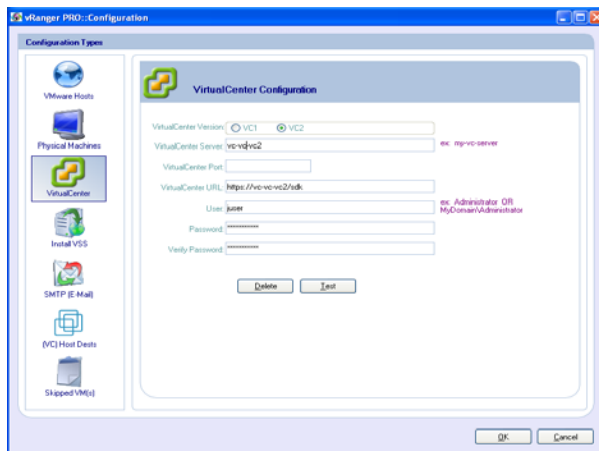 vRanger PRO::Configuration
Configuration Types
VMware Hosts
Physical Machines
VirtualCenter
Install VSS
SMTP (E-Mail)
(VC) Host Dests
Skipped VM(s)
VirtualCenter Configuration
VirtualCenter Version: VC1 VC2
VirtualCenter Server: vc-vc-vc2 ex: my-vc-server
VirtualCenter Port:
VirtualCenter URL: https://vc-vc-vc2/sdk
User: juser ex: Administrator OR
MyDomain\Administrator
Password: ************
Verify Password: ************
Delete Test
OK Cancel